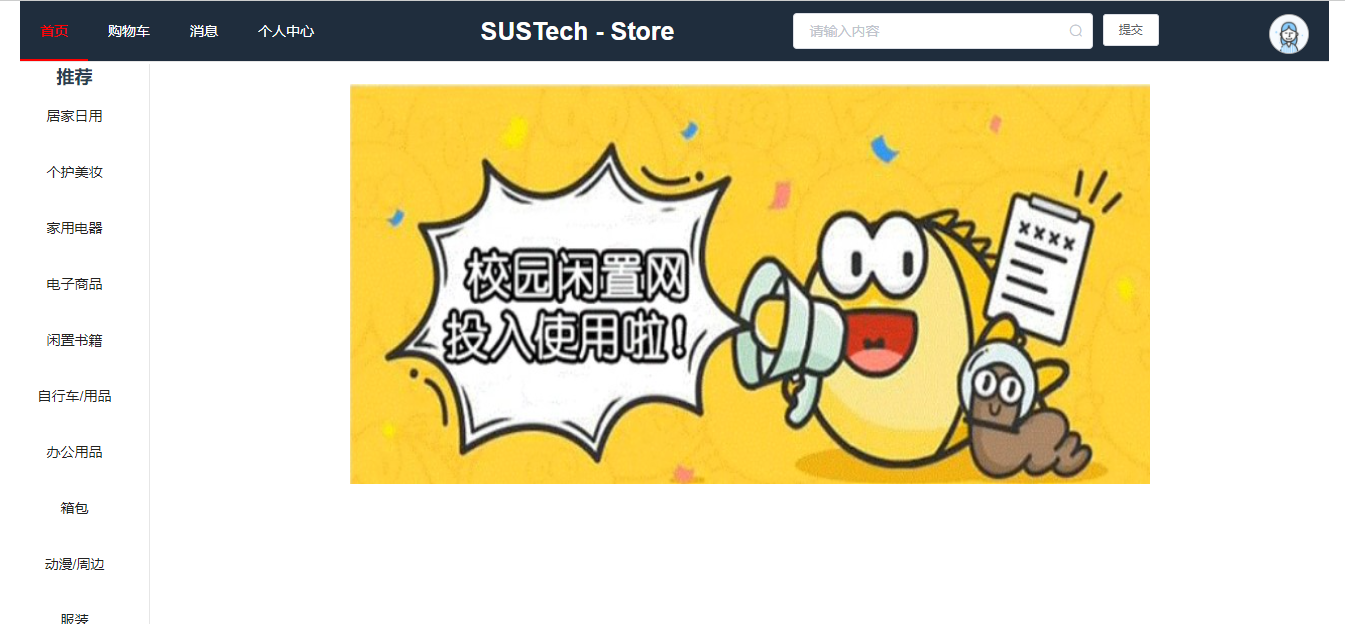 首页 购物车 消息 个人中心 SUSTech - Store 请输入内容 提交
推荐
居家日用
个护美妆
家用电器
电子商品
闲置书籍
自行车/用品
办公用品
箱包
动漫/周边
服装
校园闲置网
投入使用啦！
××××